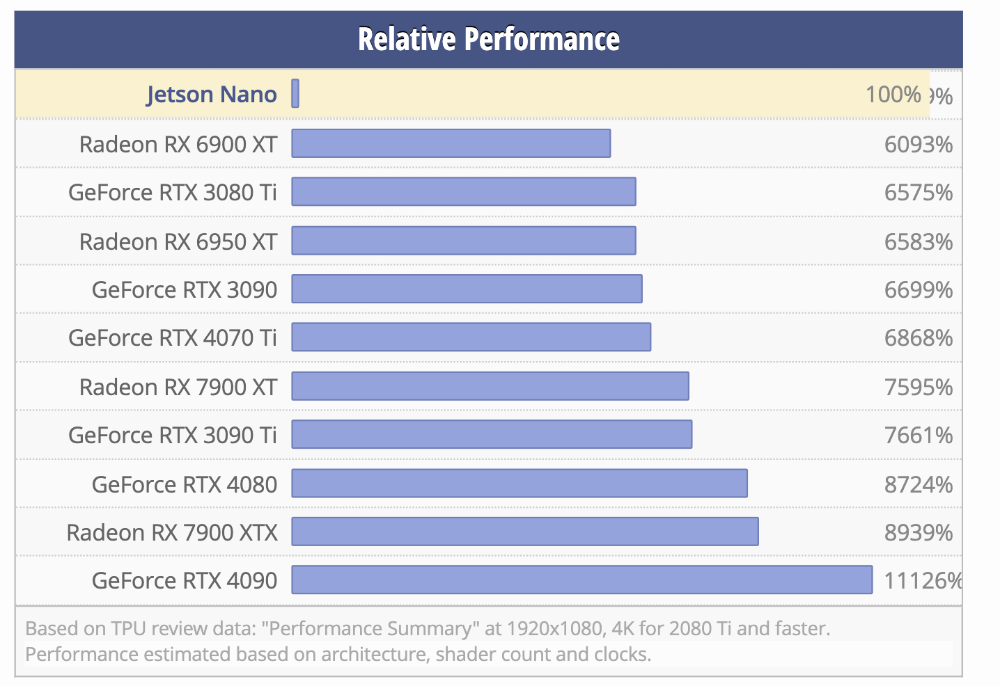 Relative Performance
Jetson Nano 100% 9%
Radeon RX 6900 XT 6093%
GeForce RTX 3080 Ti 6575%
Radeon RX 6950 XT 6583%
GeForce RTX 3090 6699%
GeForce RTX 4070 Ti 6868%
Radeon RX 7900 XT 7595%
GeForce RTX 3090 Ti 7661%
GeForce RTX 4080 8724%
Radeon RX 7900 XTX 8939%
GeForce RTX 4090 11126%
Based on TPU review data: "Performance Summary" at 1920x1080, 4K for 2080 Ti and faster.
Performance estimated based on architecture, shader count and clocks.